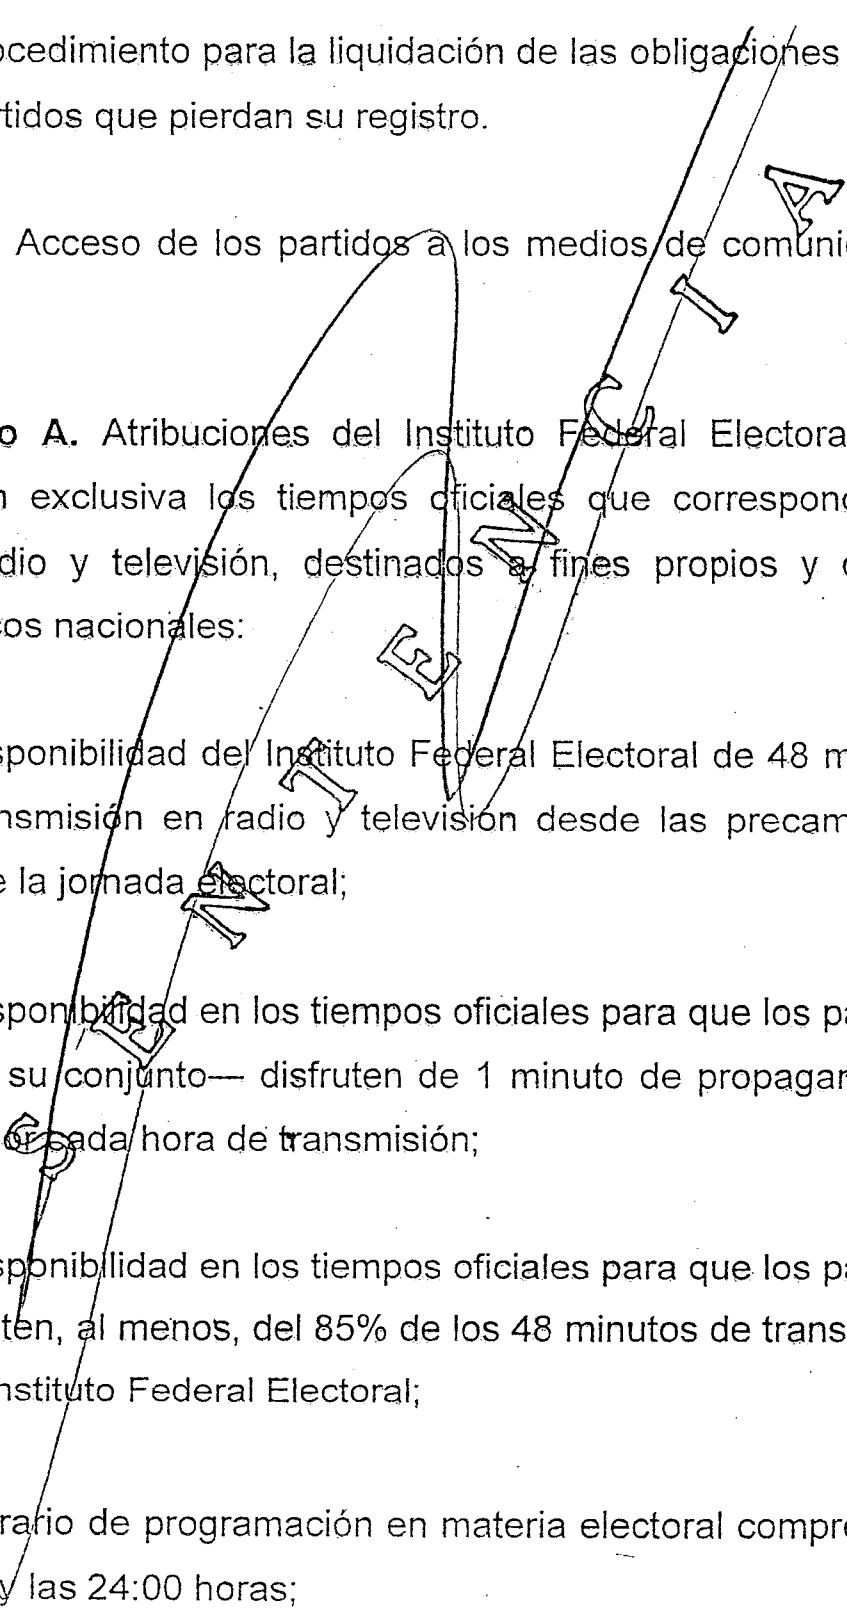 ocedimiento para la liquidación de las obligaciones
tidos que pierdan su registro.
Acceso de los partidos a los medios de comuni
o A. Atribuciones del Instituto Federal Electora
n exclusiva los tiempos oficiales que correspon
dio y televisión, destinados a fines propios y
cos nacionales:
sponibilidad del Instituto Federal Electoral de 48 m
nsmisión en radio y televisión desde las precam
e la jornada electoral;
sponibilidad en los tiempos oficiales para que los pa
su conjunto— disfruten de 1 minuto de propagan
or cada hora de transmisión;
sponibilidad en los tiempos oficiales para que los pa
ten, al menos, del 85% de los 48 minutos de trans
nstituto Federal Electoral;
rario de programación en materia electoral compre
y las 24:00 horas;
SENTENCIA